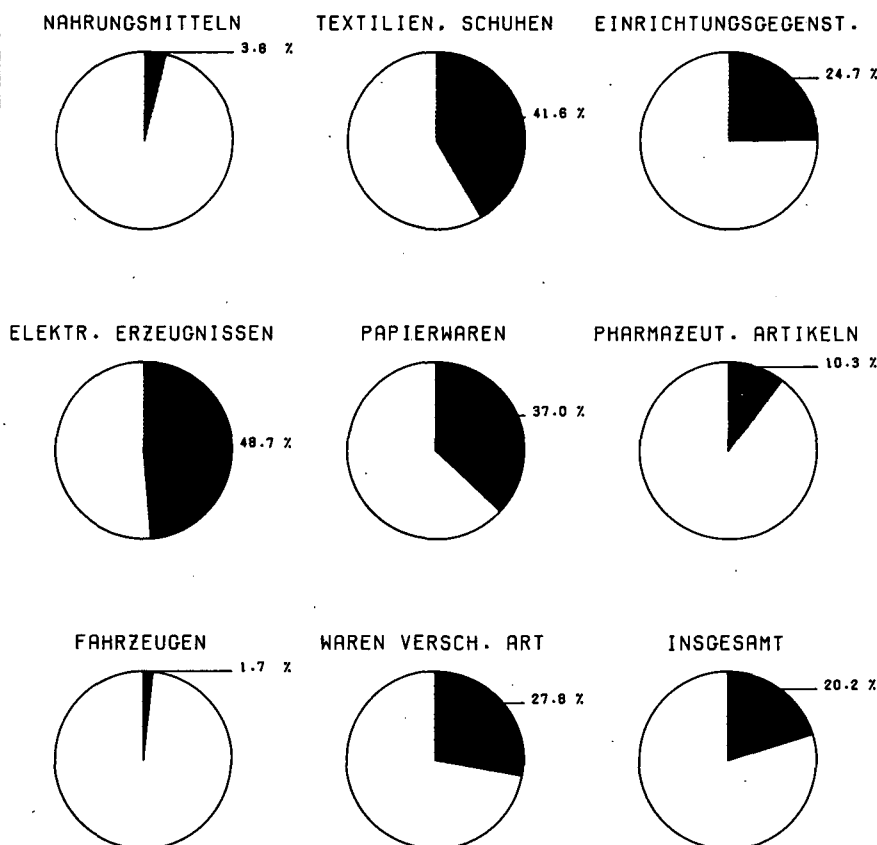 NAHRUNGSMITTELN
3.8 %
TEXTILIEN. SCHUHEN
41.6 %
EINRICHTUNGSGEGENST.
24.7 %
ELEKTR. ERZEUGNISSEN
48.7 %
PAPIERWAREN
37.0 %
PHARMAZEUT. ARTIKELN
10.3 %
FAHRZEUGEN
1.7 %
WAREN VERSCH. ART
27.8 %
INSGESAMT
20.2 %